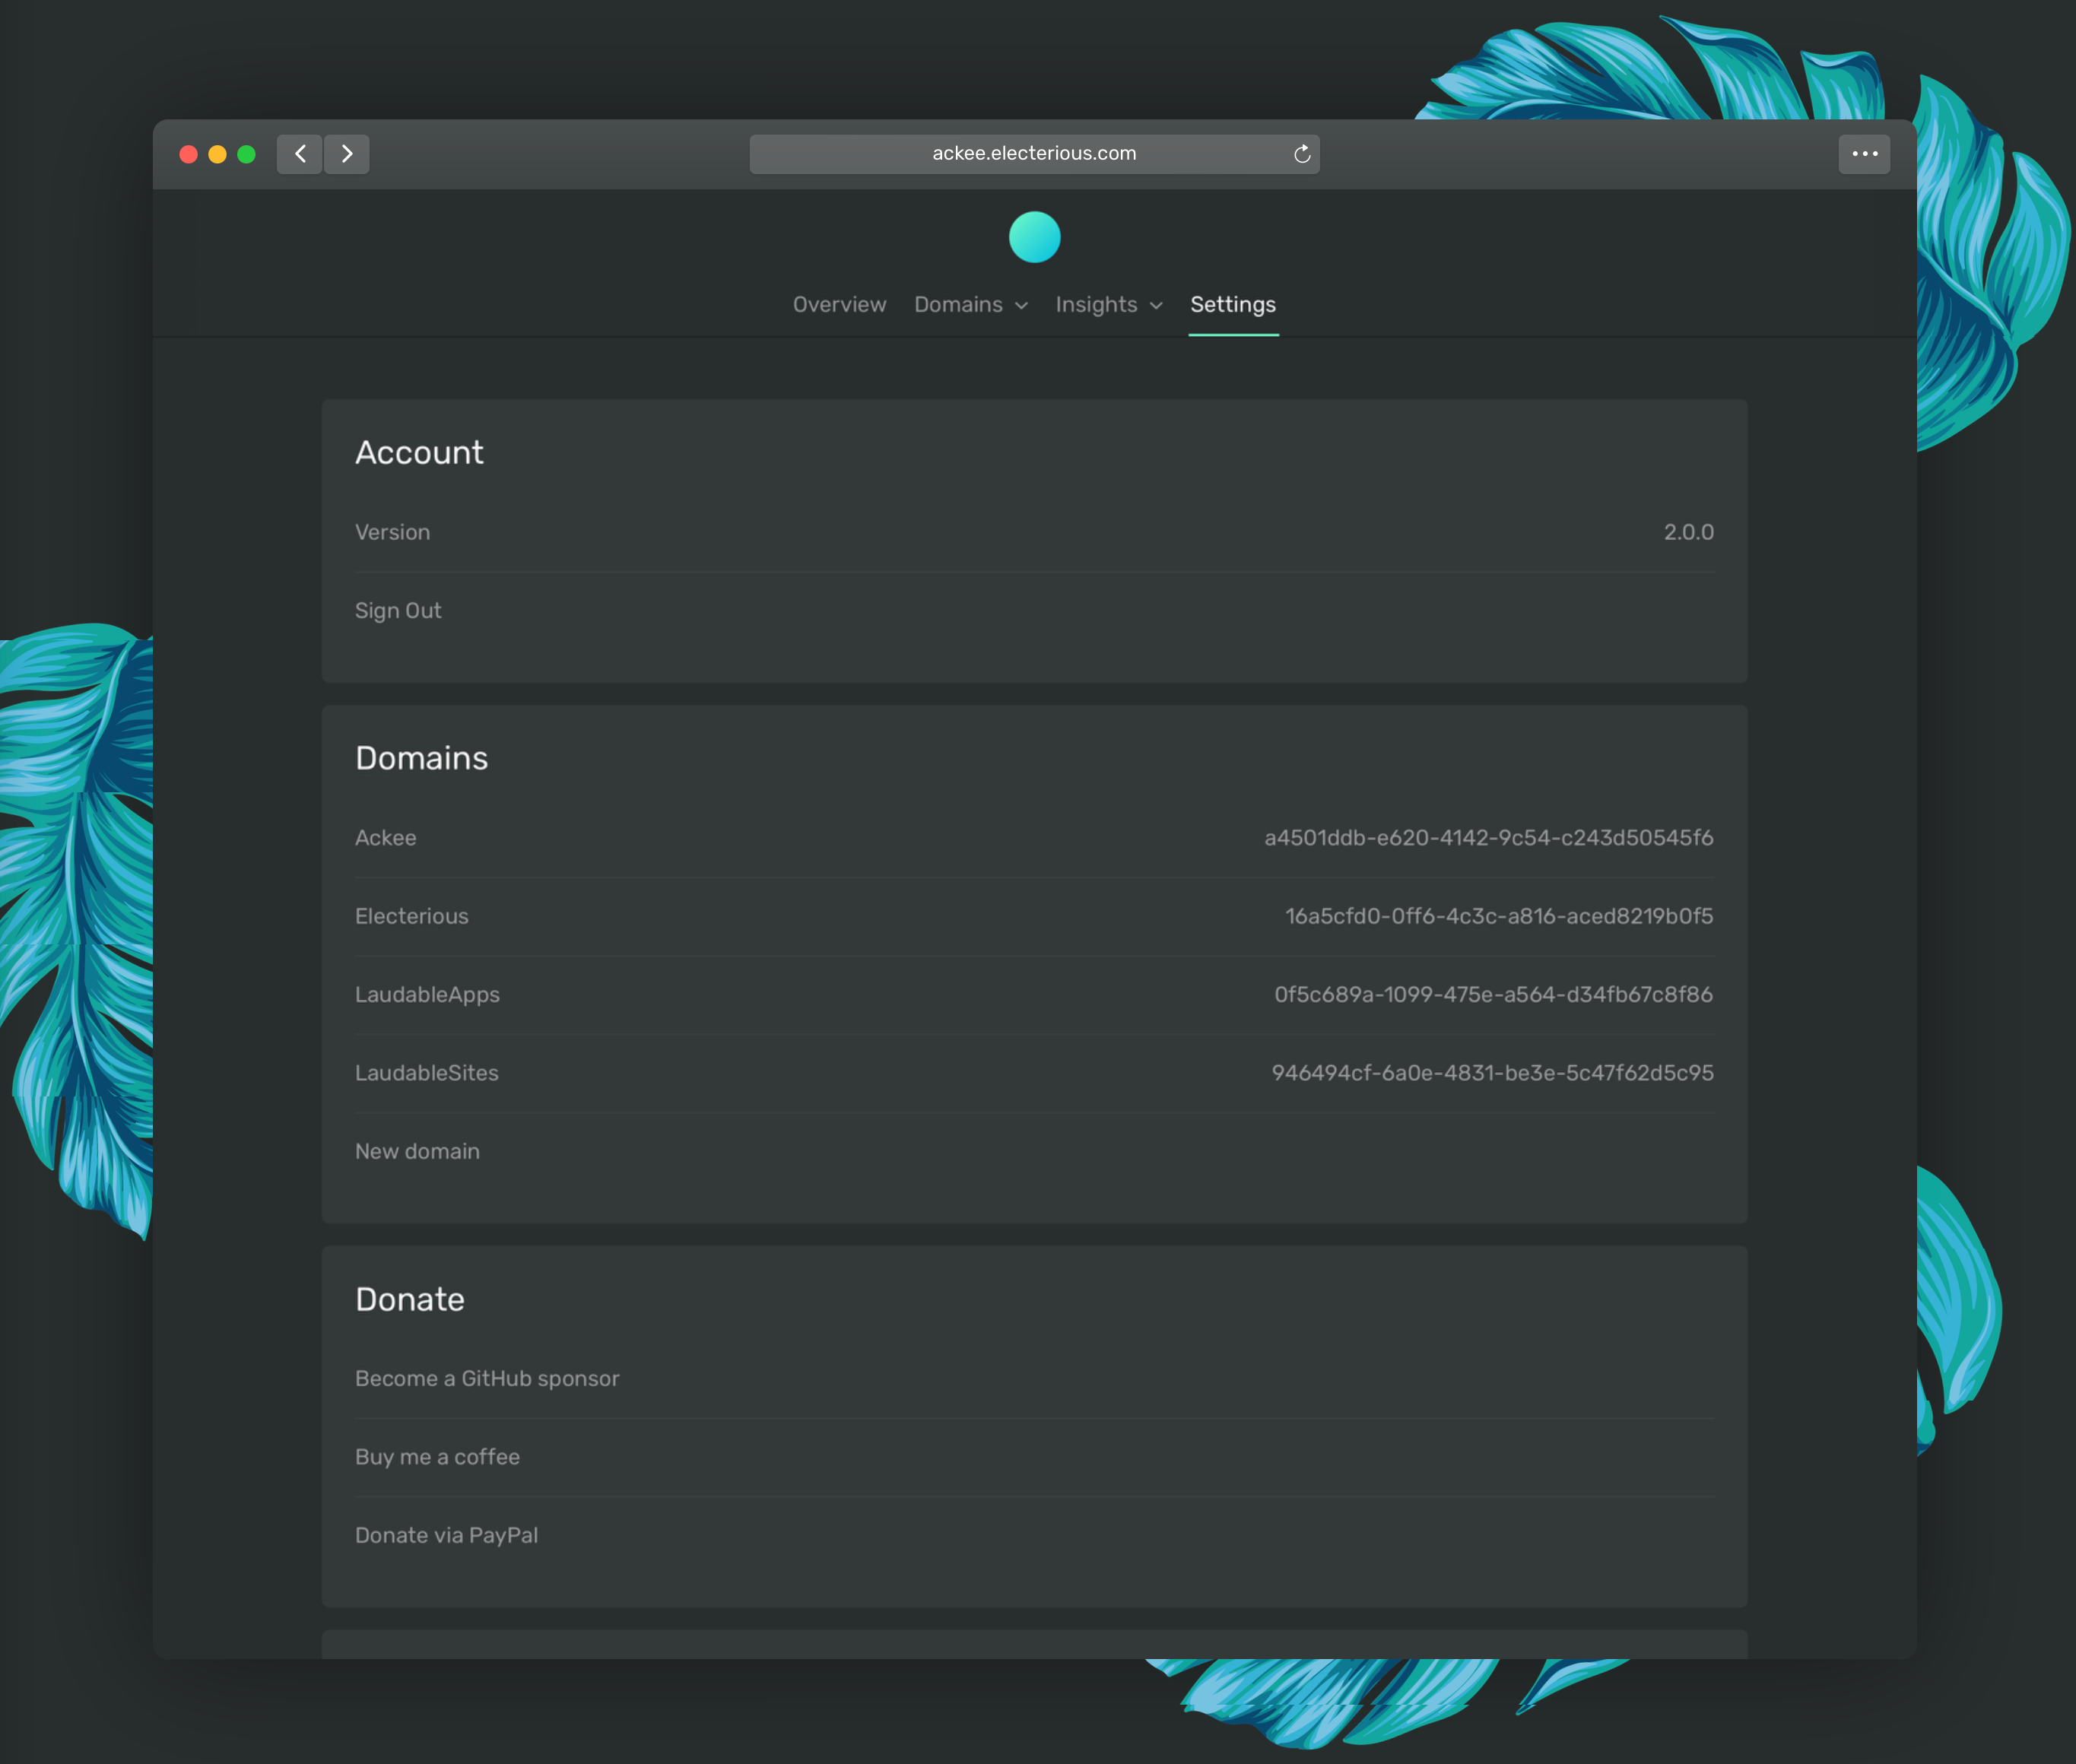 ackee.electerious.com
Overview Domains Insights Settings
Account
Version 2.0.0
Sign Out
Domains
Ackee a4501ddb-e620-4142-9c54-c243d50545f6
Electerious 16a5cfd0-0ff6-4c3c-a816-aced8219b0f5
LaudableApps 0f5c689a-1099-475e-a564-d34fb67c8f86
LaudableSites 946494cf-6a0e-4831-be3e-5c47f62d5c95
New domain
Donate
Become a GitHub sponsor
Buy me a coffee
Donate via PayPal